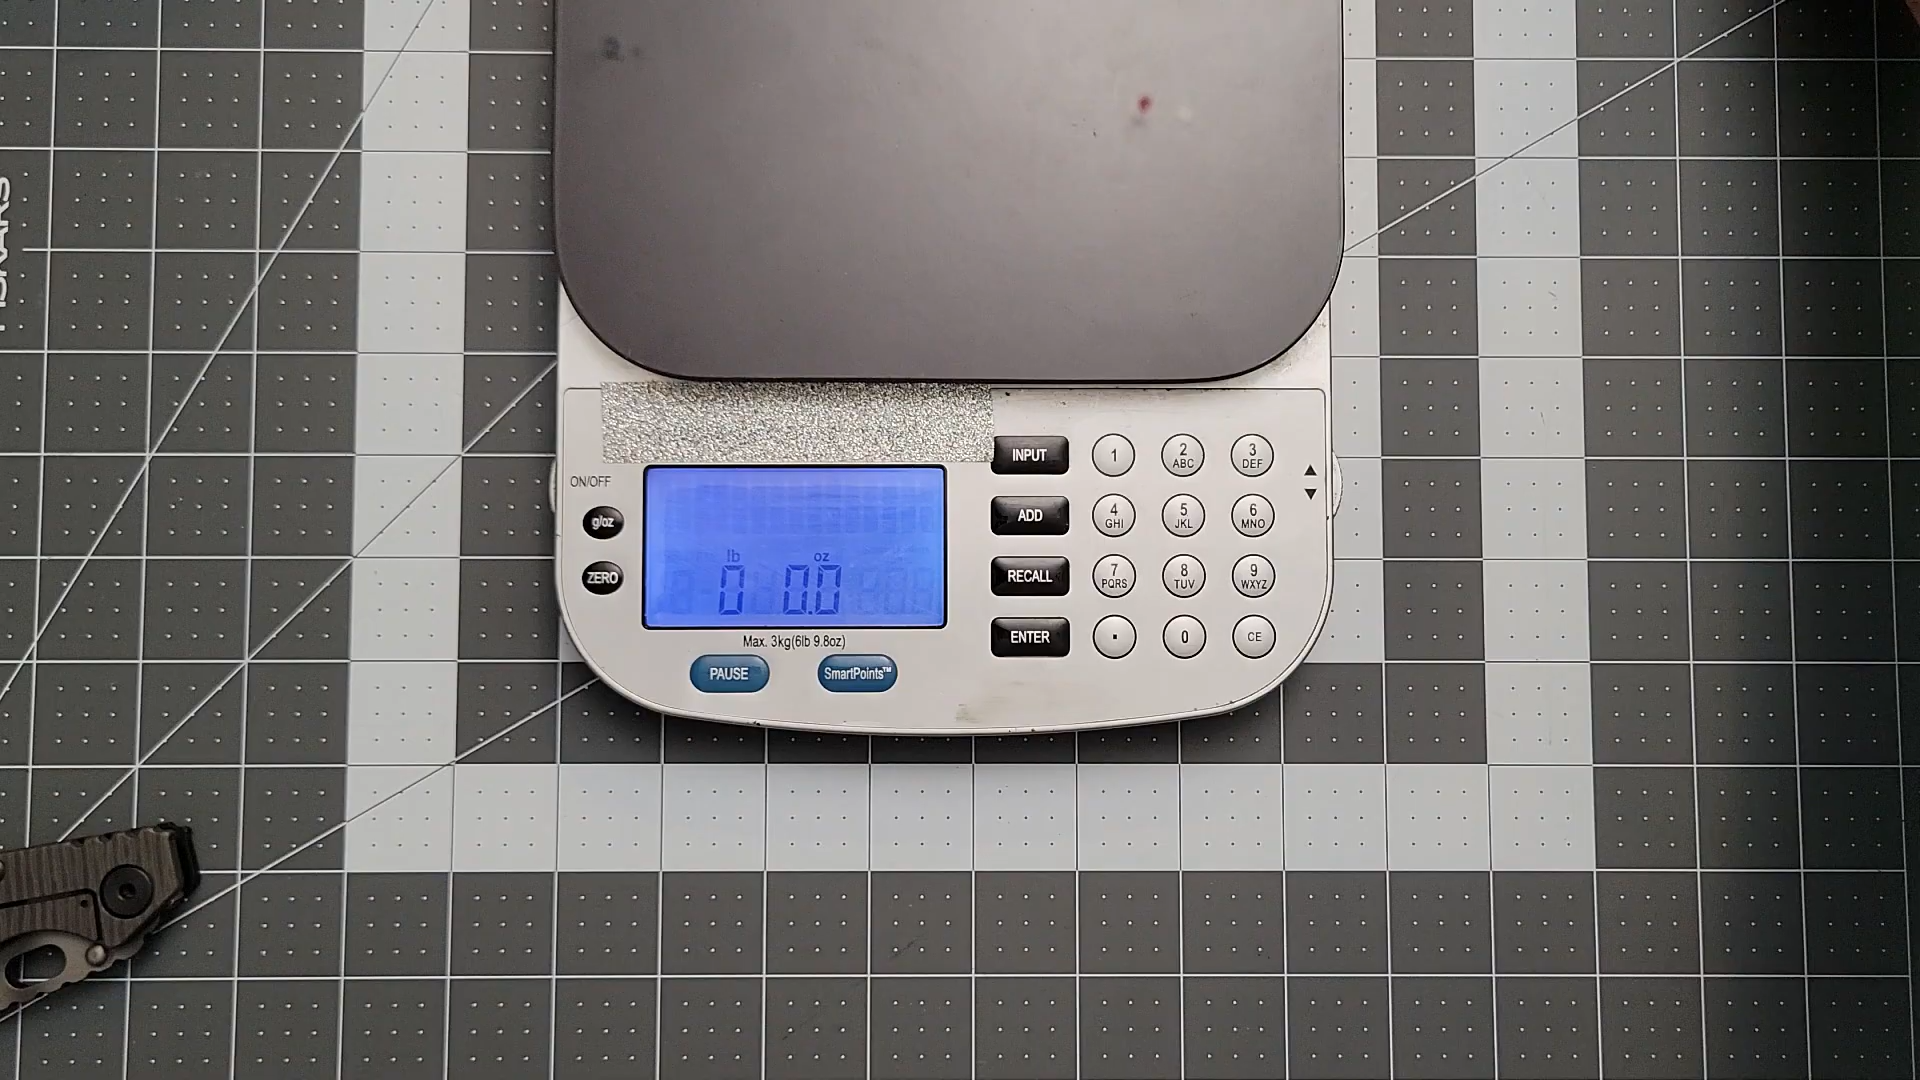 FISKARS
INPUT 1 2 ABC 3 DEF
ON/OFF
g/oz
ADD 4 GHI 5 JKL 6 MNO
lb oz
ZERO
0 0.0
RECALL 7 PQRS 8 TUV 9 WXYZ
Max. 3kg(6lb 9.8oz)
ENTER . 0 CE
PAUSE SmartPoints™